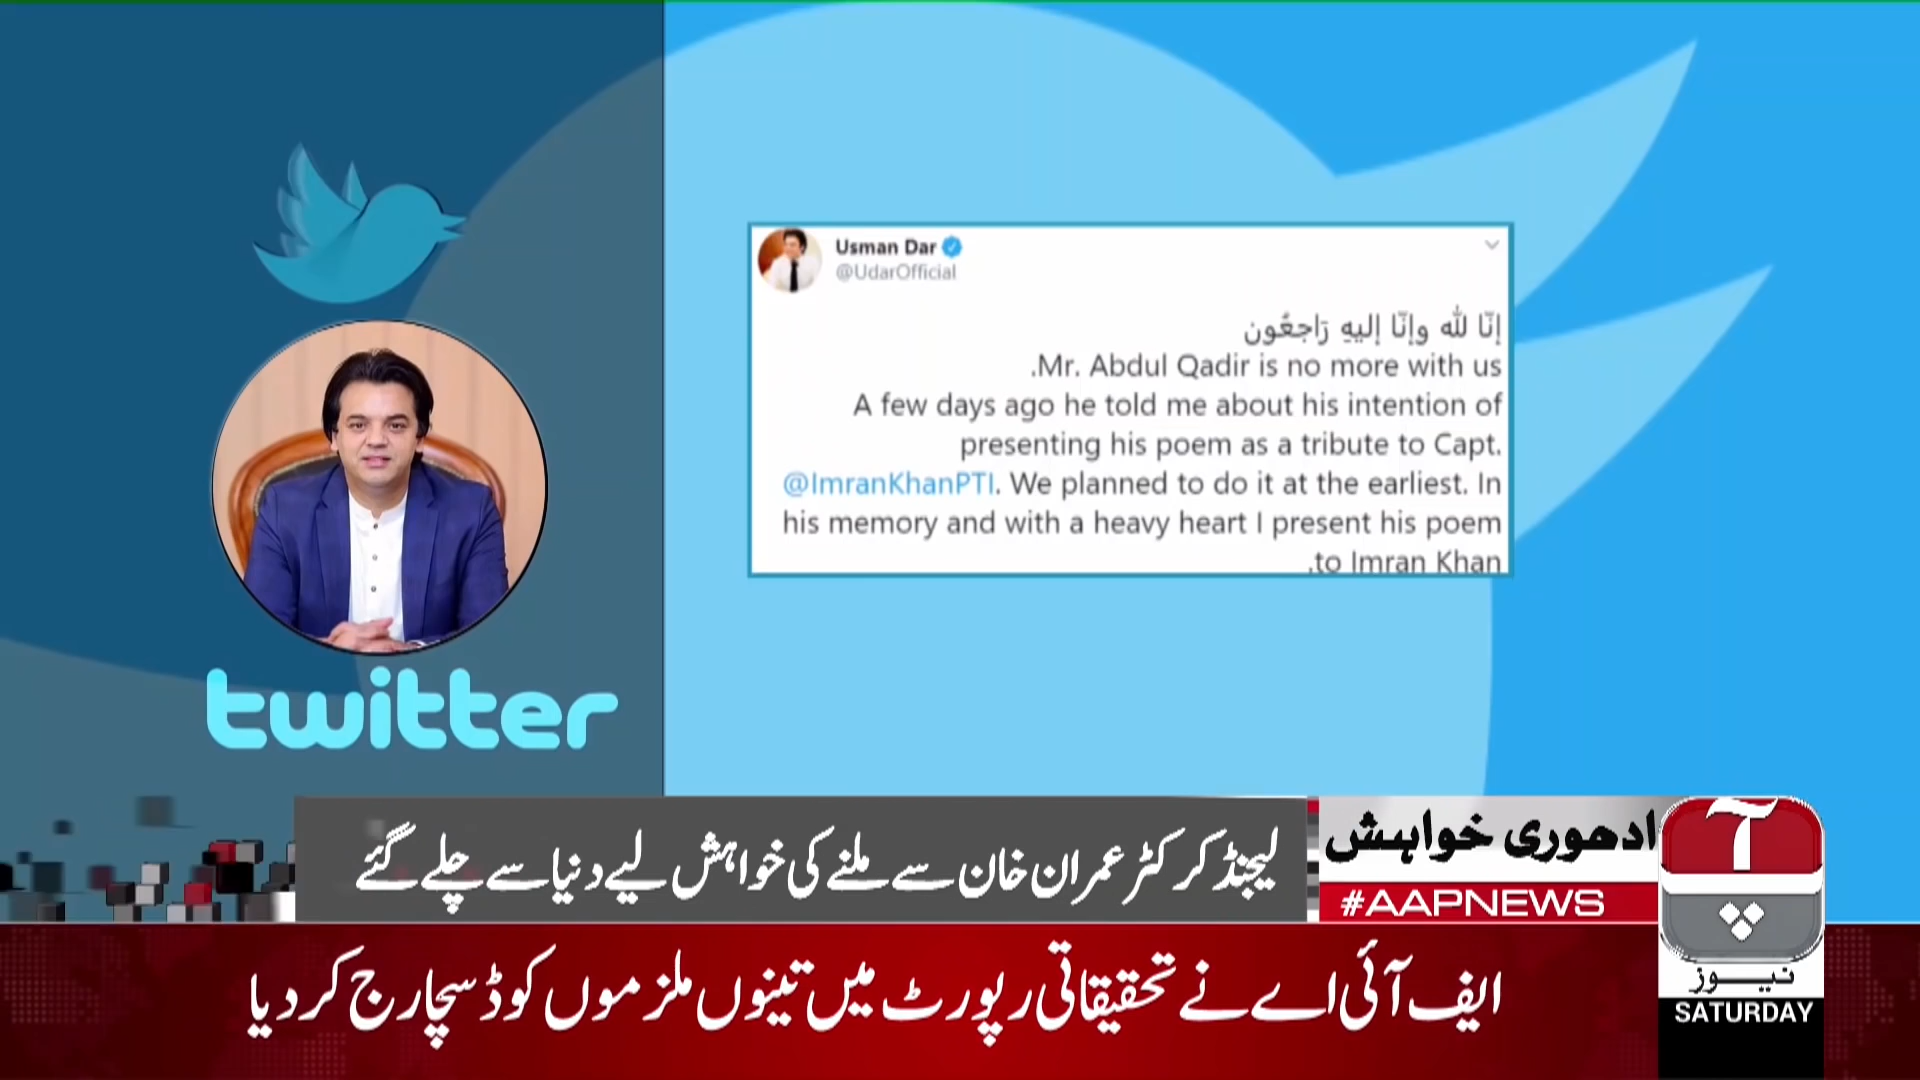 Usman Dar
@UdarOfficial
إنّا لله وإنّا إليهِ رَاجعُون
.Mr. Abdul Qadir is no more with us
A few days ago he told me about his intention of
presenting his poem as a tribute to Capt.
@ImranKhanPTI. We planned to do it at the earliest. In
his memory and with a heavy heart I present his poem
.to Imran Khan
twitter
ادھوری خواہش
#AAPNEWS
لیجنڈ کرکٹر عمران خان سے ملنے کی خواہش لیے دنیا سے چلے گئے
آپ
نیوز
SATURDAY
ایف آئی اے نے تحقیقاتی رپورٹ میں تینوں ملزموں کو ڈسچارج کر دیا